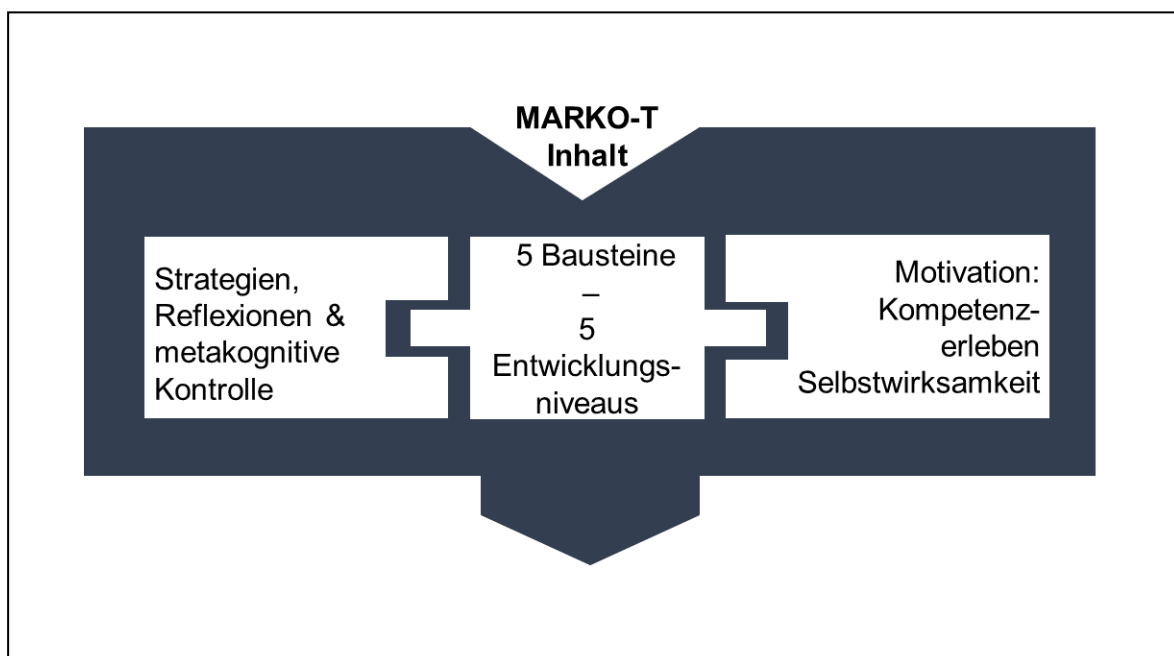 MARKO-T
Inhalt
Strategien,
Reflexionen &
metakognitive
Kontrolle
5 Bausteine
–
5
Entwicklungs-
niveaus
Motivation:
Kompetenz-
erleben
Selbstwirksamkeit